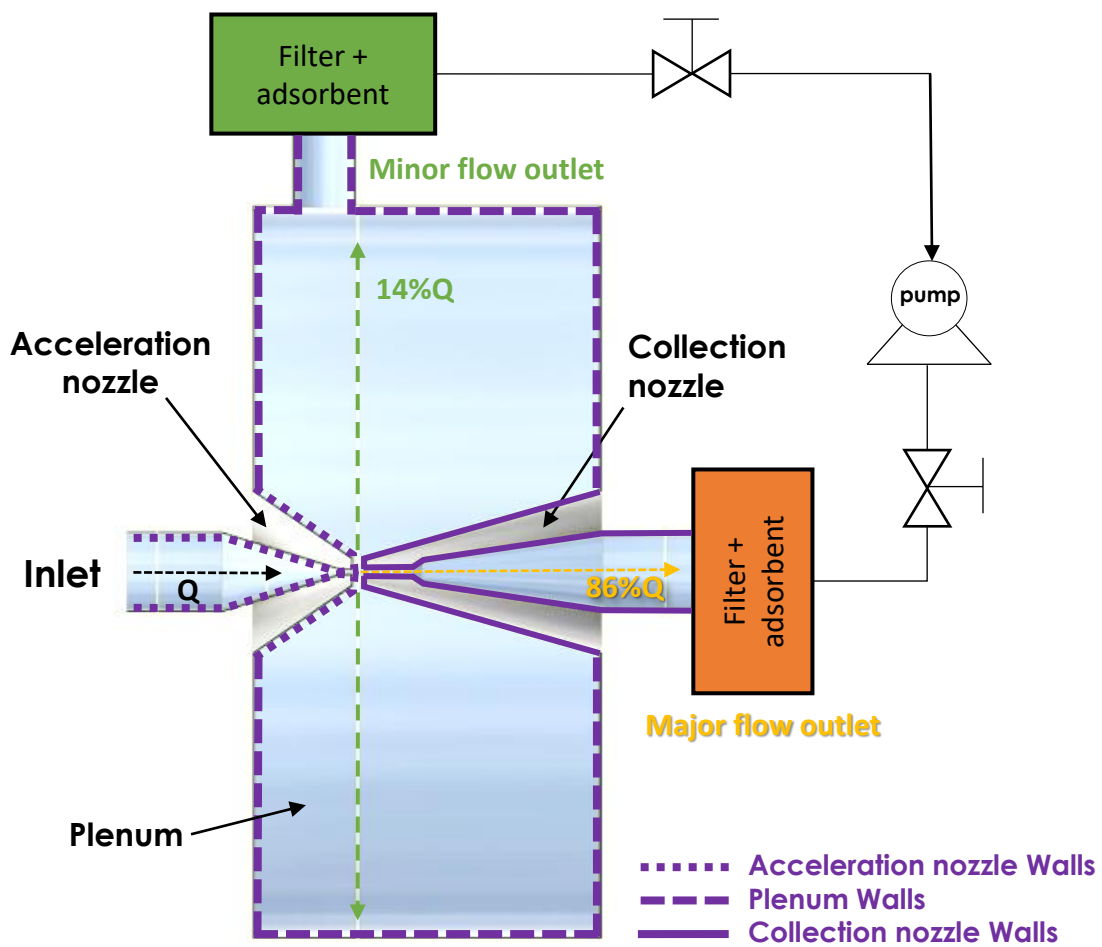 Filter +
adsorbent
Minor flow outlet
14%Q
pump
Acceleration
nozzle
Collection
nozzle
Inlet
Q
86%Q
Filter +
adsorbent
Major flow outlet
Plenum
Acceleration nozzle Walls
Plenum Walls
Collection nozzle Walls